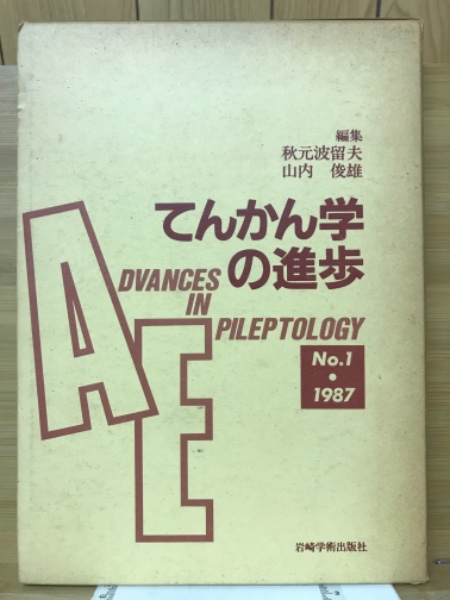 編集
秋元波留夫
山内 俊雄
てんかん学
の進歩
ADVANCES
IN
EPILEPTOLOGY
No.1
•
1987
岩崎学術出版社